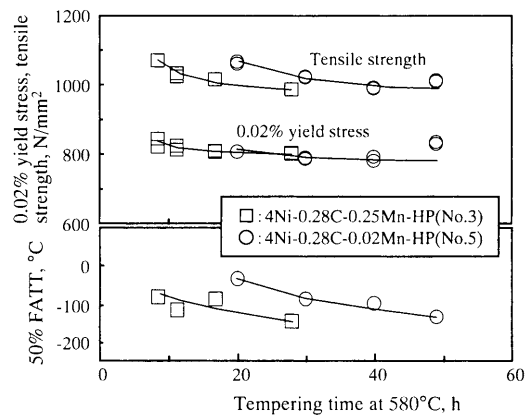 0.02% yield stress, tensile
strength, N/mm²
1200
1000
800
600
Tensile strength
0.02% yield stress
□ : 4Ni-0.28C-0.25Mn-HP(No.3)
○ : 4Ni-0.28C-0.02Mn-HP(No.5)
50% FATT, °C
0
-100
-200
0
20
40
60
Tempering time at 580°C, h